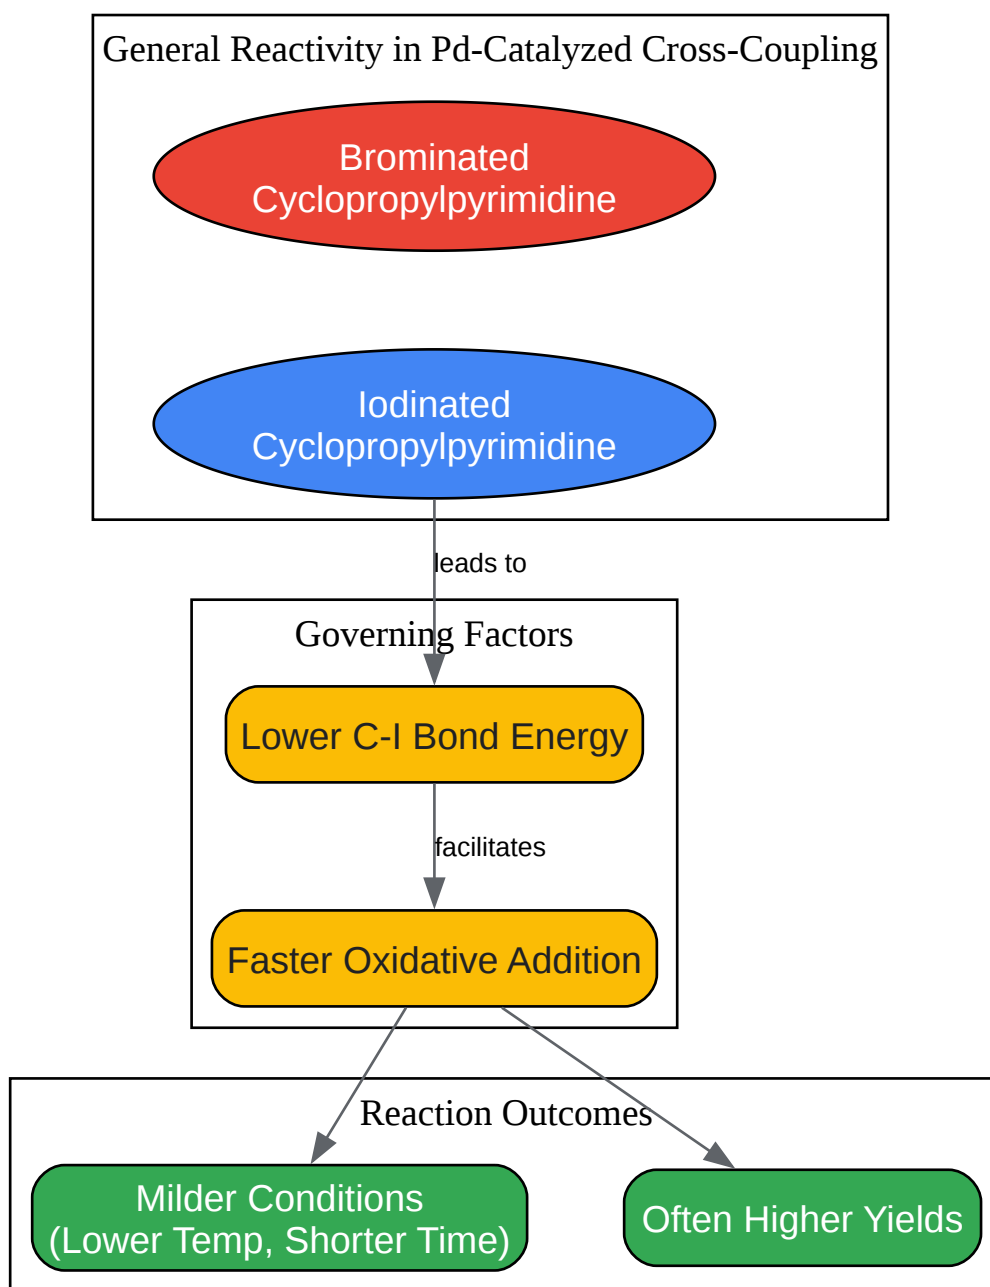 General Reactivity in Pd-Catalyzed Cross-Coupling
Brominated
Cyclopropylpyrimidine
Iodinated
Cyclopropylpyrimidine
leads to
Governing Factors
Lower C-I Bond Energy
facilitates
Faster Oxidative Addition
Reaction Outcomes
Milder Conditions
(Lower Temp, Shorter Time)
Often Higher Yields